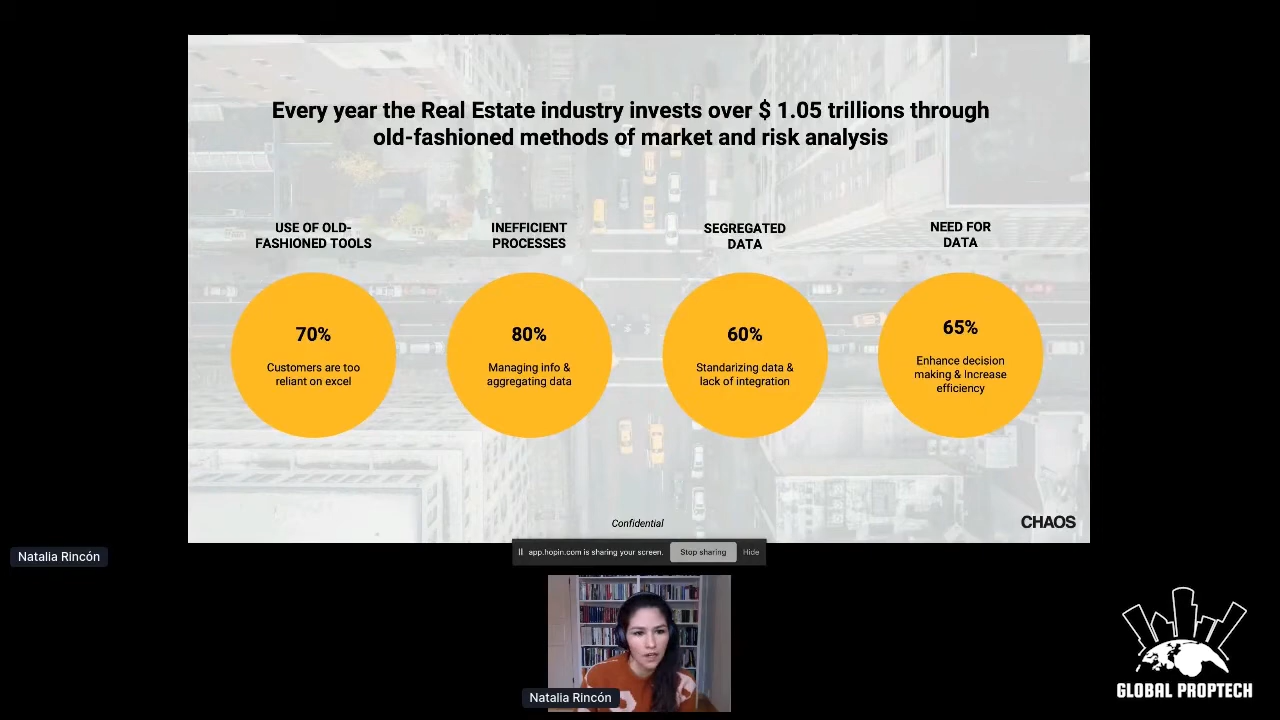 Every year the Real Estate industry invests over $ 1.05 trillions through
old-fashioned methods of market and risk analysis
USE OF OLD-
FASHIONED TOOLS
70%
Customers are too
reliant on excel
INEFFICIENT
PROCESSES
80%
Managing info &
aggregating data
SEGREGATED
DATA
60%
Standarizing data &
lack of integration
NEED FOR
DATA
65%
Enhance decision
making & Increase
efficiency
Confidential
CHAOS
Natalia Rincón
app.hopin.com is sharing your screen.
Stop sharing
Hide
Natalia Rincón
GLOBAL PROPTECH